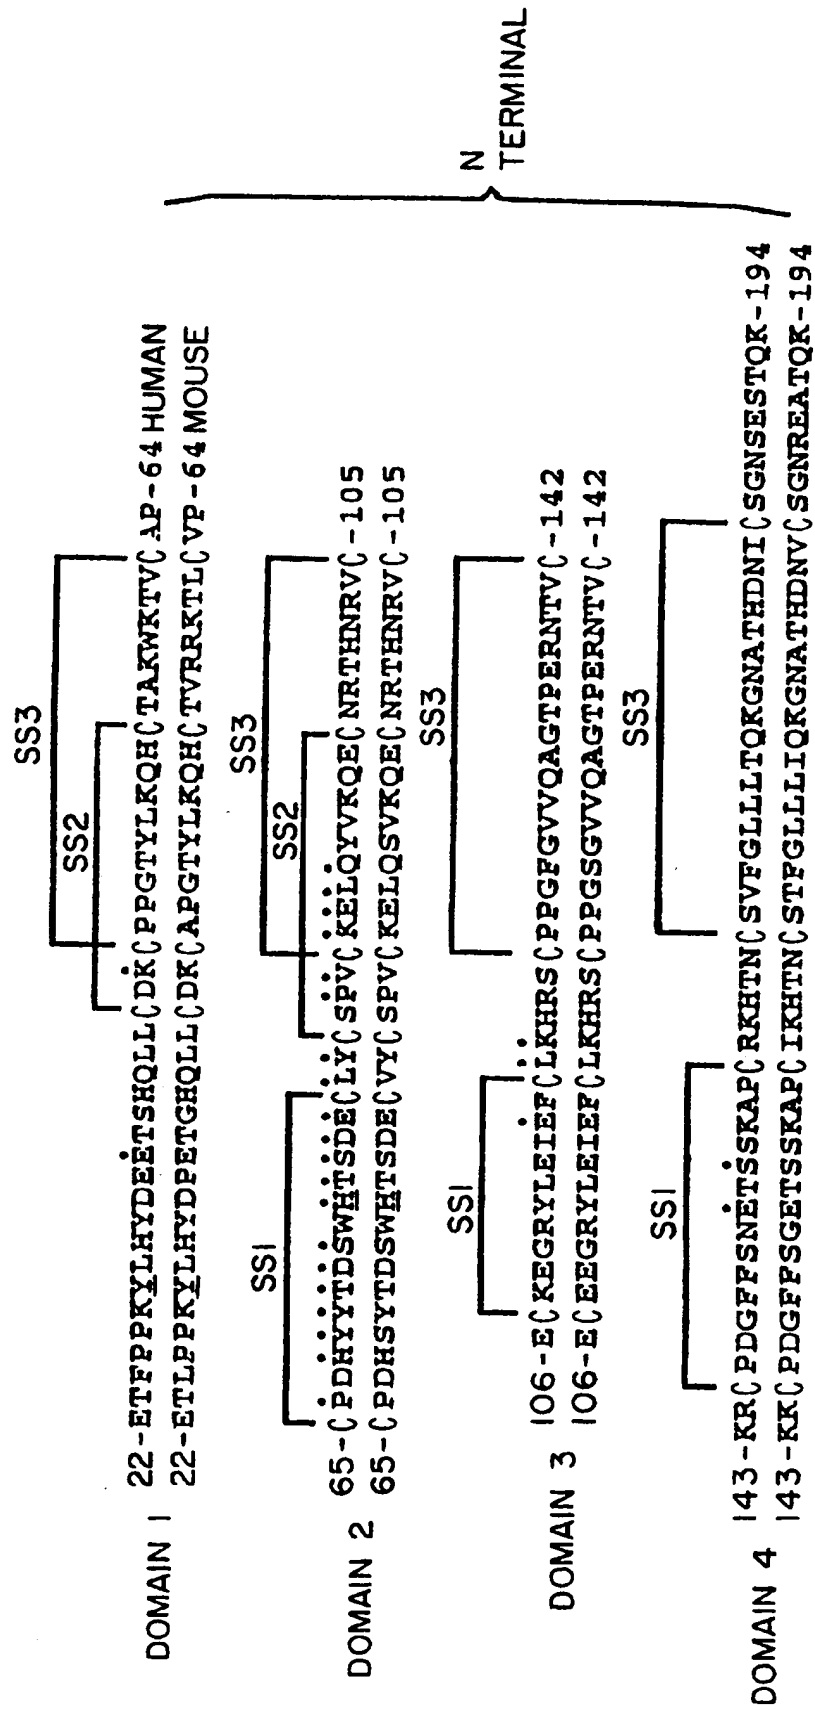 SS3
SS2
DOMAIN 1 22-ETFPPKYLHYDEETSHQLLCDKCPPGTYLKQHCTAKWKTVCAP-64 HUMAN
22-ETLPPKYLHYDPETGHQLLCDKCAPGTYLKQHCTVRRKTLCVP-64 MOUSE
SS3
SS1 SS2
DOMAIN 2 65-CPDHYYTDSWHTSDECLYCSPVCKELQYVKQECNRTHNRVC-105
65-CPDHSYTDSWHTSDECVYCSPVCKELQSVKQECNRTHNRVC-105
SS1 SS3
DOMAIN 3 106-ECKEGRYLEIEFCLKHRSCPPGFGVVQAGTPERNTVC-142
106-ECEEGRYLEIEFCLKHRSCPPGSGVVQAGTPERNTVC-142
SS1 SS3
DOMAIN 4 143-KRCPDGFFSNETSSKAPCRKHTNCSVFGLLLTQKGNATHDNICSGNSESTQK-194
143-KKCPDGFFSGETSSKAPCIKHTNCSTFGLLLIQKGNATHDNVCSGNREATQK-194
N
TERMINAL